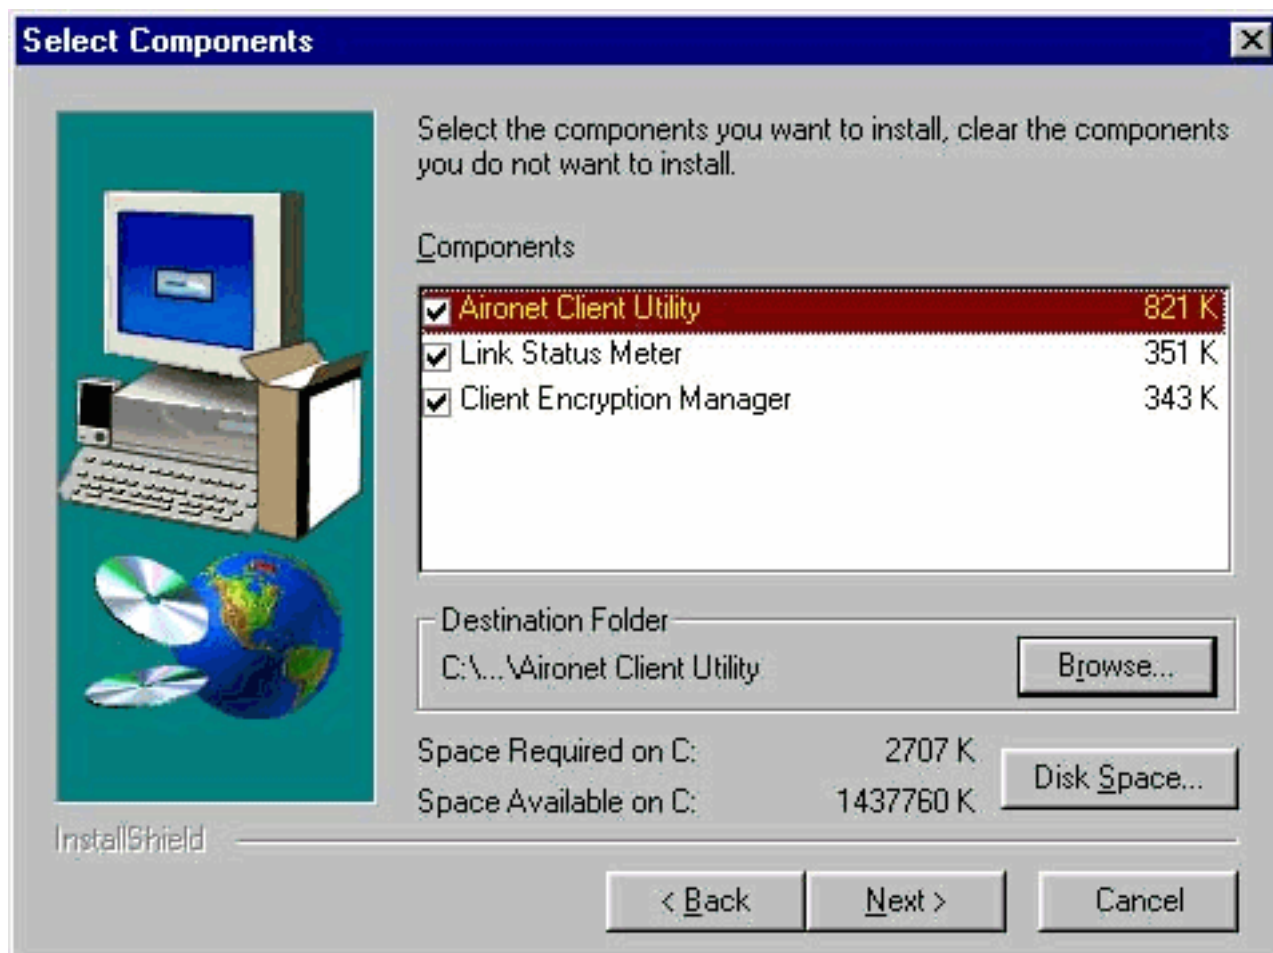 Select Components
Select the components you want to install, clear the components
you do not want to install.
Components
Aironet Client Utility 821 K
Link Status Meter 351 K
Client Encryption Manager 343 K
Destination Folder
C:\...\Aironet Client Utility Browse...
Space Required on C: 2707 K
Space Available on C: 1437760 K
Disk Space...
InstallShield
< Back Next > Cancel